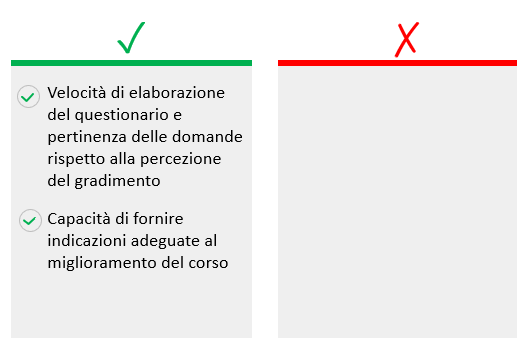 Velocità di elaborazione
del questionario e
pertinenza delle domande
rispetto alla percezione
del gradimento
Capacità di fornire
indicazioni adeguate al
miglioramento del corso